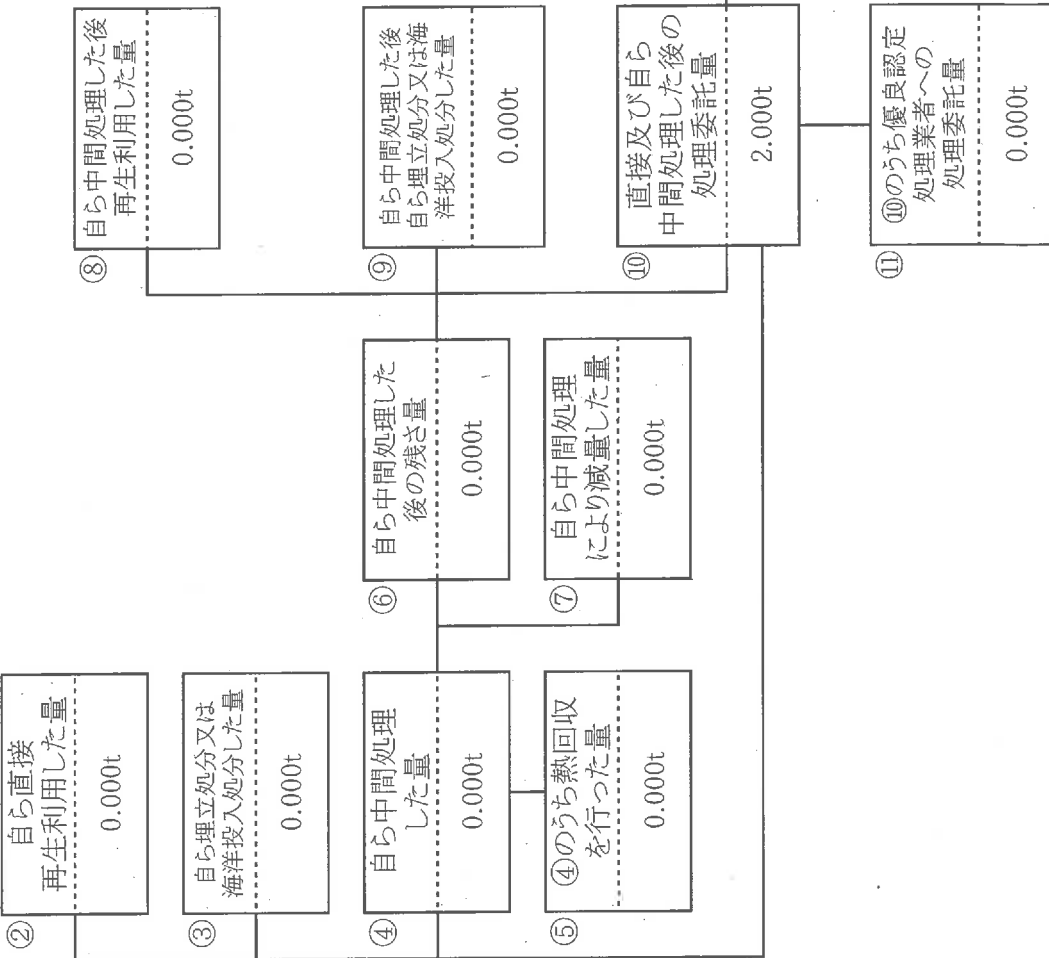 ②
自ら直接
再生利用した量
0.000t
③
自ら埋立処分又は
海洋投入処分した量
0.000t
④
自ら中間処理
した量
0.000t
⑤
④のうち熱回収
を行った量
0.000t
⑥
自ら中間処理した
後の残さ量
0.000t
⑦
自ら中間処理
により減量した量
0.000t
⑧
自ら中間処理した後
再生利用した量
0.000t
⑨
自ら中間処理した後
自ら埋立処分又は海
洋投入処分した量
0.000t
⑩
直接及び自ら
中間処理した後の
処理委託量
2.000t
⑪
⑩のうち優良認定
処理業者への
処理委託量
0.000t